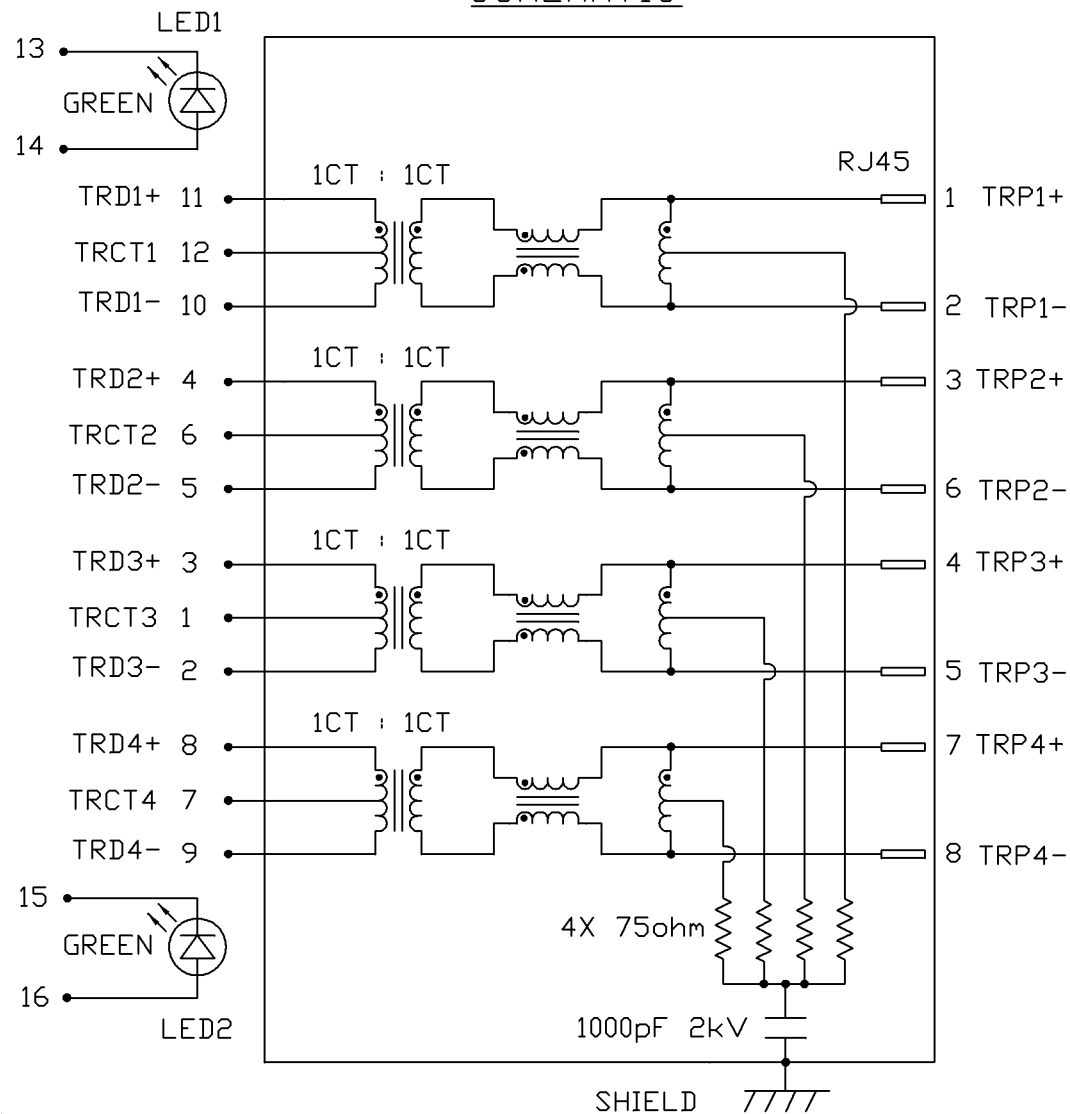 LED1
13
GREEN
14
RJ45
1CT : 1CT
TRD1+ 11
1 TRP1+
TRCT1 12
TRD1- 10
2 TRP1-
1CT : 1CT
TRD2+ 4
3 TRP2+
TRCT2 6
TRD2- 5
6 TRP2-
1CT : 1CT
TRD3+ 3
4 TRP3+
TRCT3 1
TRD3- 2
5 TRP3-
1CT : 1CT
TRD4+ 8
7 TRP4+
TRCT4 7
TRD4- 9
8 TRP4-
15
GREEN
16
LED2
4X 75ohm
1000pF 2kV
SHIELD